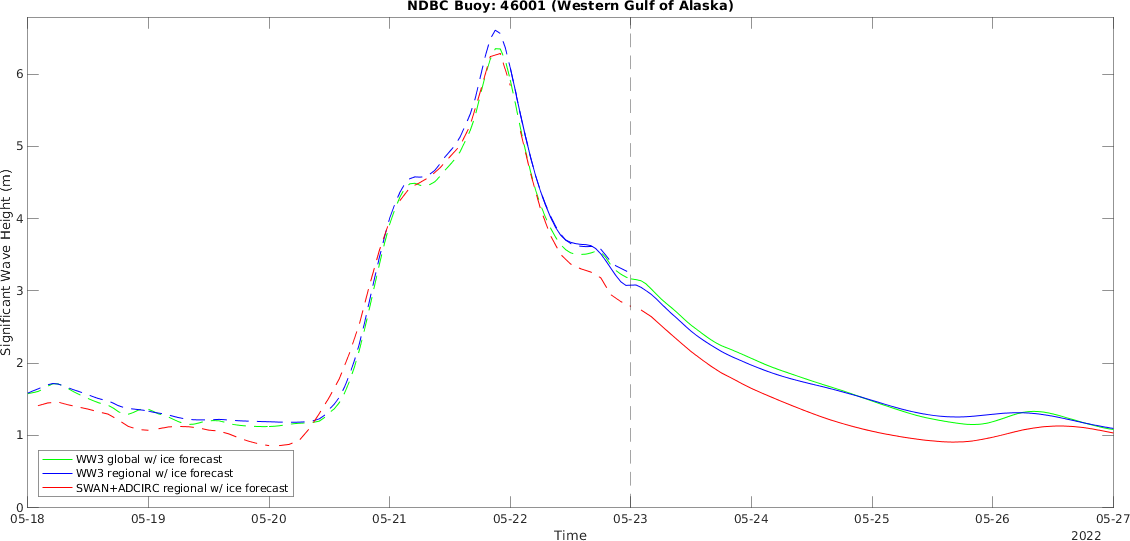 NDBC Buoy: 46001 (Western Gulf of Alaska)
Significant Wave Height (m)
6
5
4
3
2
1
0
WW3 global w/ ice forecast
WW3 regional w/ ice forecast
SWAN+ADCIRC regional w/ ice forecast
05-18 05-19 05-20 05-21 05-22 05-23 05-24 05-25 05-26 05-27
Time
2022